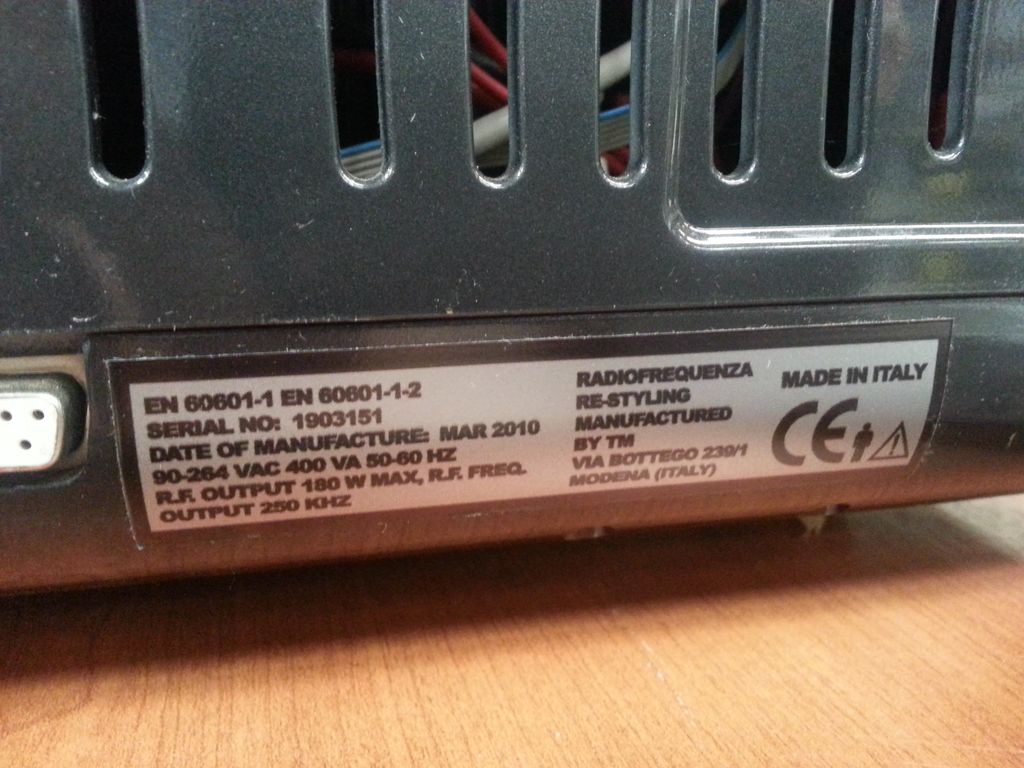 EN 60601-1 EN 60601-1-2
SERIAL NO: 1903151
DATE OF MANUFACTURE: MAR 2010
90-264 VAC 400 VA 50-60 HZ
R.F. OUTPUT 180 W MAX, R.F. FREQ.
OUTPUT 250 KHZ
RADIOFREQUENZA
RE-STYLING
MANUFACTURED
BY TM
VIA BOTTEGO 239/1
MODENA (ITALY)
MADE IN ITALY
CE